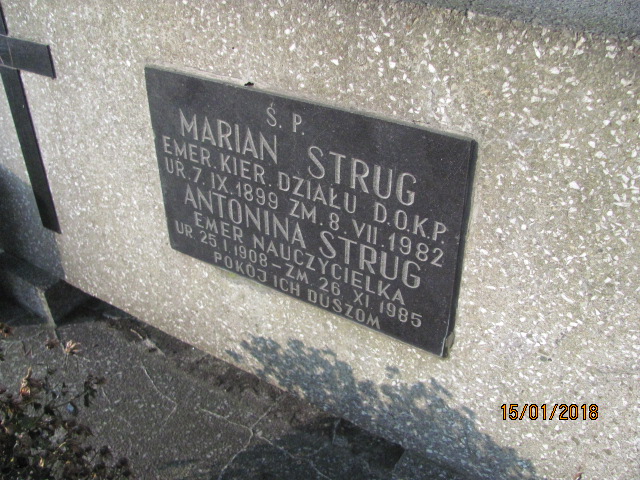 Ś. P.
MARIAN STRUG
EMER. KIER. DZIAŁU D.O.K.P.
UR. 7. IX. 1899 ZM. 8. VII. 1982
ANTONINA STRUG
EMER. NAUCZYCIELKA
UR. 25. I. 1908 - ZM. 26. XI. 1985
POKÓJ ICH DUSZOM
15/01/2018